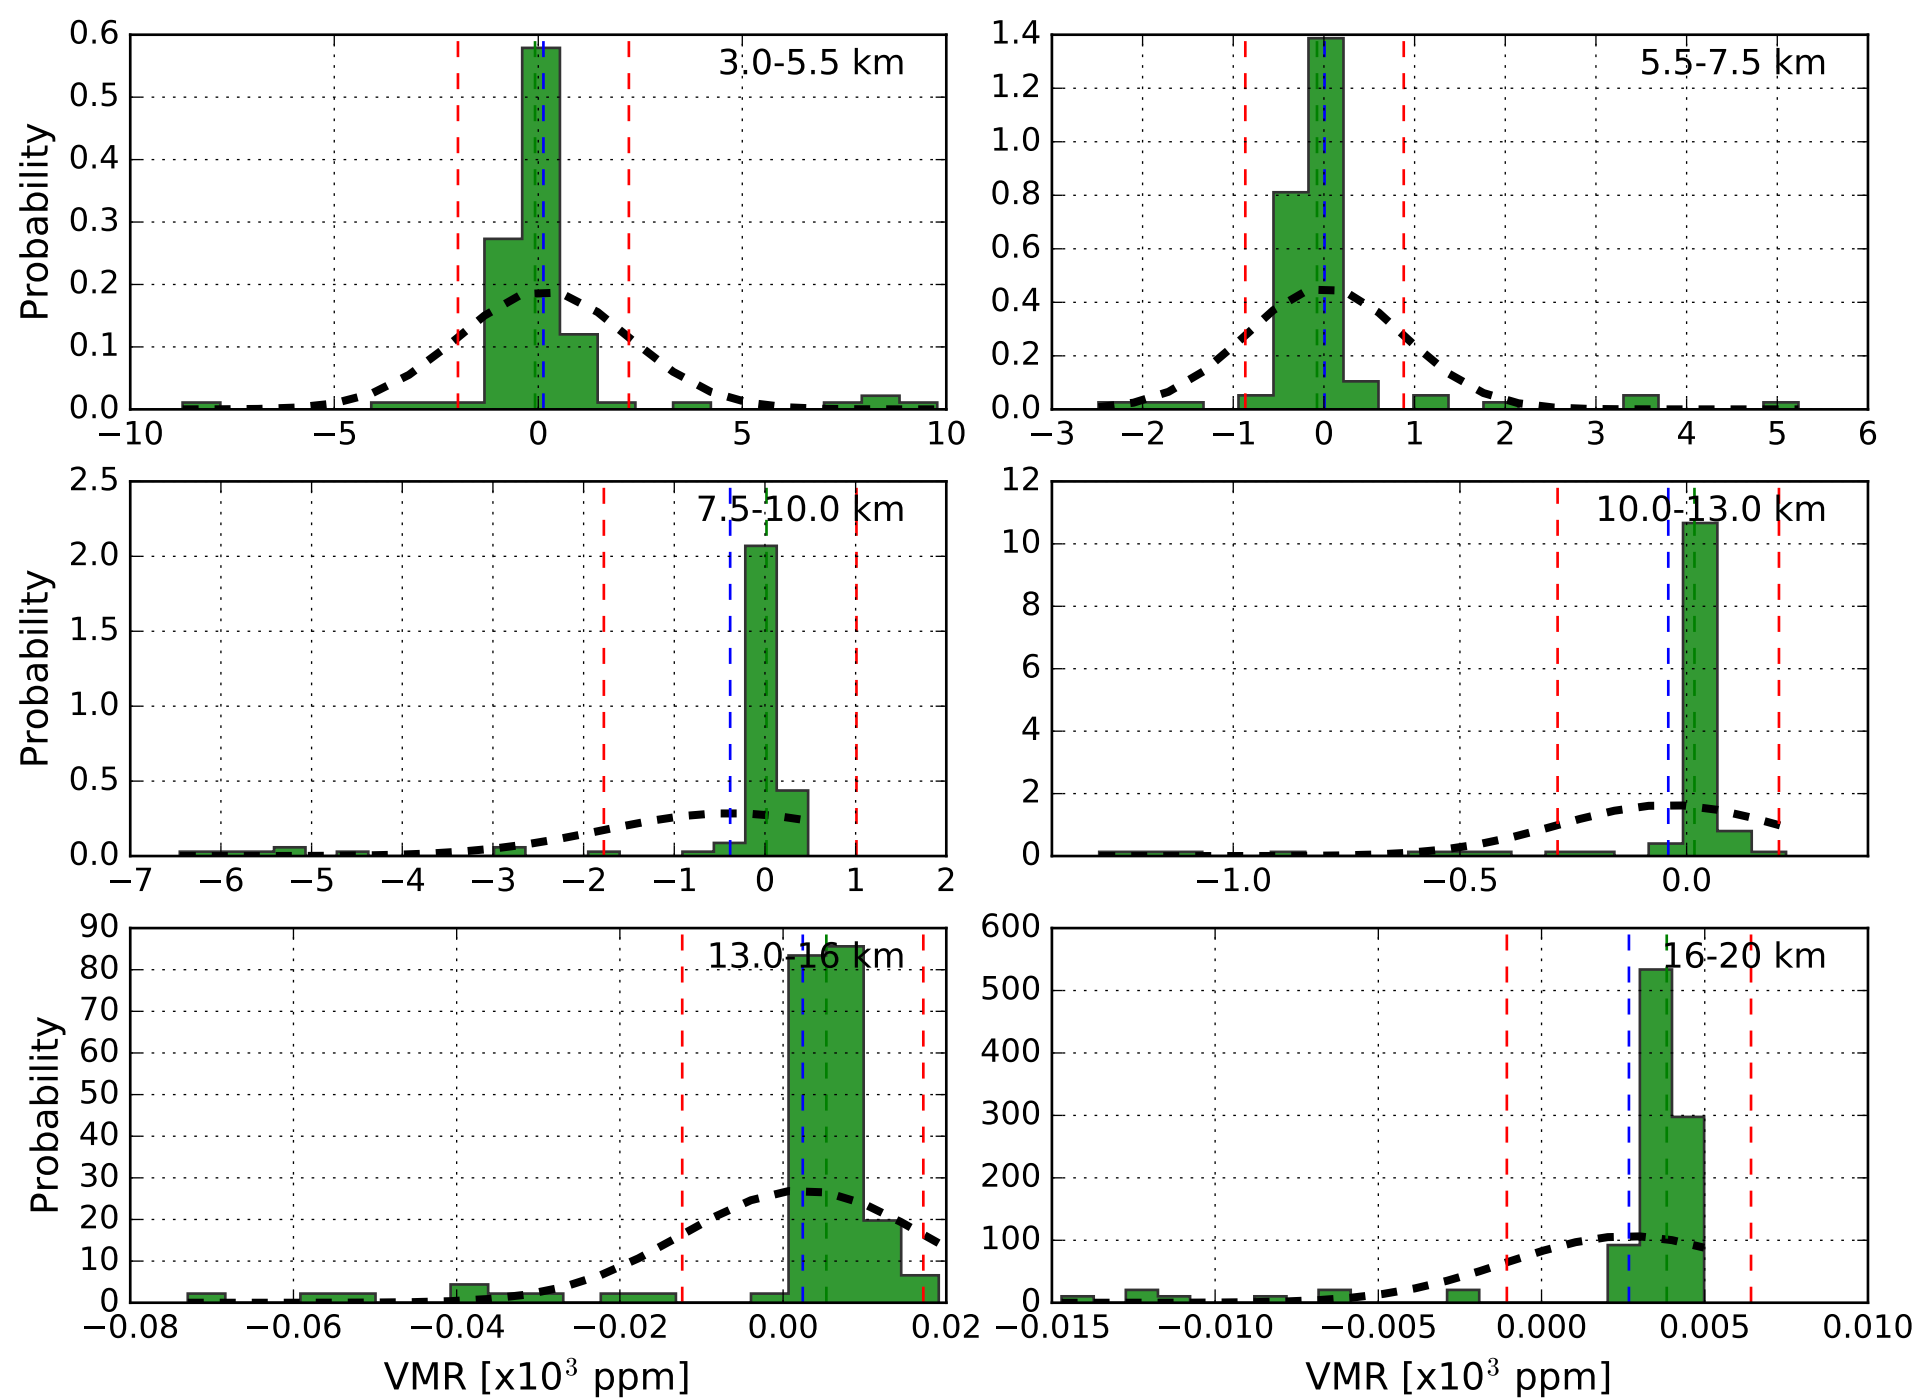 3.0-5.5 km
0.6
0.5
0.4
0.3
0.2
0.1
0.0
Probability
−10 −5 0 5 10
5.5-7.5 km
1.4
1.2
1.0
0.8
0.6
0.4
0.2
0.0
−3 −2 −1 0 1 2 3 4 5 6
7.5-10.0 km
2.5
2.0
1.5
1.0
0.5
0.0
Probability
−7 −6 −5 −4 −3 −2 −1 0 1 2
10.0-13.0 km
12
10
8
6
4
2
0
−1.0 −0.5 0.0
13.0-16 km
90
80
70
60
50
40
30
20
10
0
Probability
−0.08 −0.06 −0.04 −0.02 0.00 0.02
VMR [x10³ ppm]
16-20 km
600
500
400
300
200
100
0
−0.015 −0.010 −0.005 0.000 0.005 0.010
VMR [x10³ ppm]